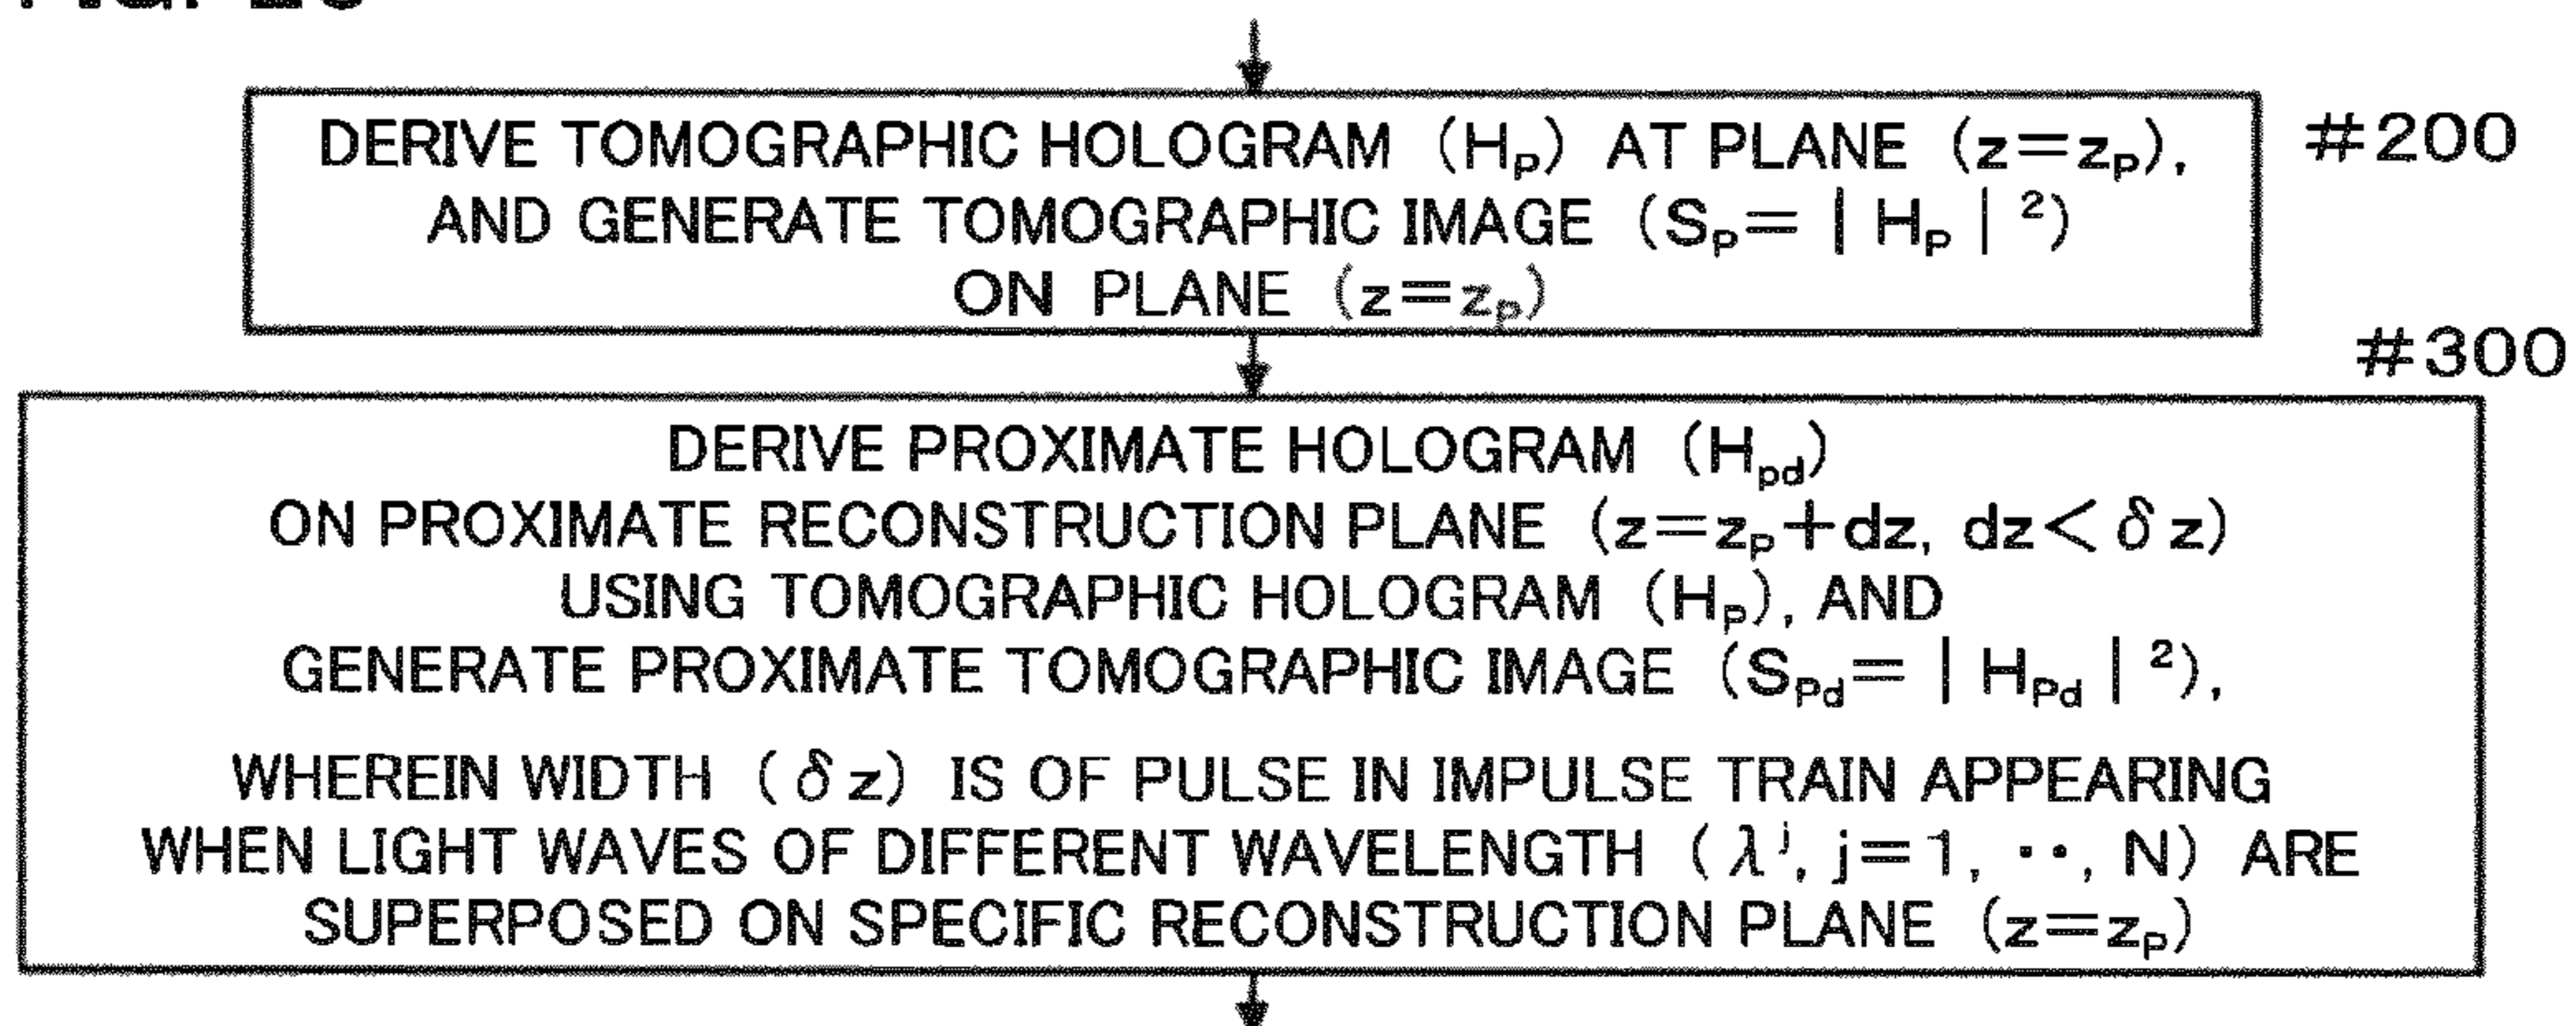 DERIVE TOMOGRAPHIC HOLOGRAM (Hp) AT PLANE (z=zp),
#200
AND GENERATE TOMOGRAPHIC IMAGE (Sp=|Hp|²)
ON PLANE (z=zp)
#300
DERIVE PROXIMATE HOLOGRAM (Hpd)
ON PROXIMATE RECONSTRUCTION PLANE (z=zp+dz, dz<δz)
USING TOMOGRAPHIC HOLOGRAM (Hp), AND
GENERATE PROXIMATE TOMOGRAPHIC IMAGE (SPd=|HPd|²),
WHEREIN WIDTH (δz) IS OF PULSE IN IMPULSE TRAIN APPEARING
WHEN LIGHT WAVES OF DIFFERENT WAVELENGTH (λʲ, j=1, ··, N) ARE
SUPERPOSED ON SPECIFIC RECONSTRUCTION PLANE (z=zp)